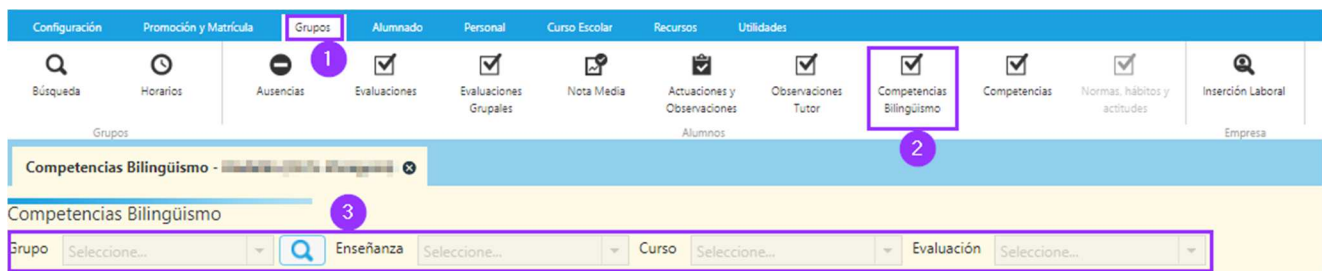 Configuración Promoción y Matrícula Grupos Alumnado Personal Curso Escolar Recursos Utilidades
1
Búsqueda Horarios Ausencias Evaluaciones Evaluaciones Grupales Nota Media Actuaciones y Observaciones Observaciones Tutor Competencias Bilingüismo Competencias Normas, hábitos y actitudes Inserción Laboral
Grupos Alumnos Empresa
2
Competencias Bilingüismo -
Competencias Bilingüismo
3
Grupo Seleccione... Enseñanza Seleccione... Curso Seleccione... Evaluación Seleccione...